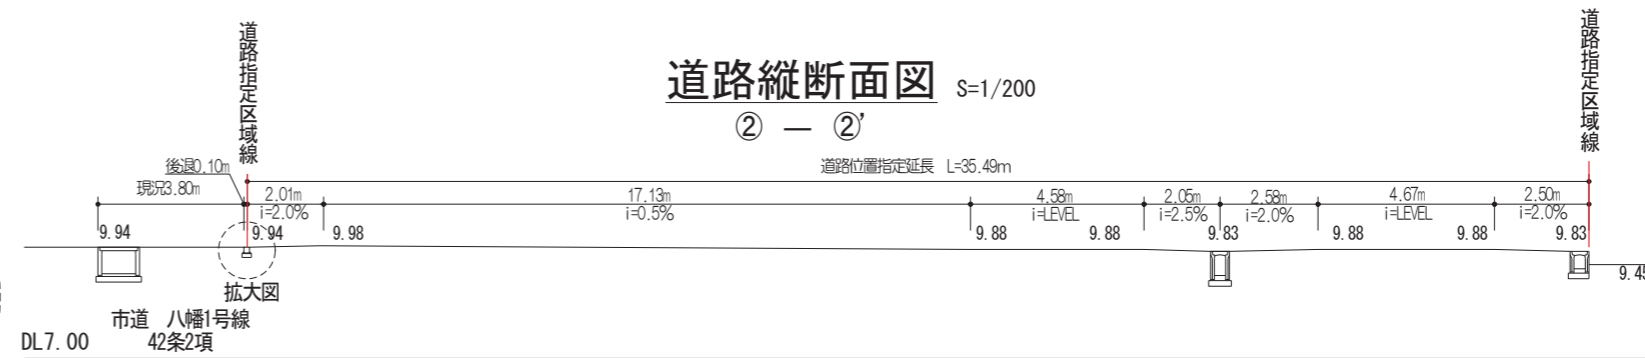 道路指定区域線
道路指定区域線
道路縦断面図 S=1/200
② ― ②'
後退0.10m
道路位置指定延長 L=35.49m
現況3.80m
2.01m 17.13m 4.58m 2.05m 2.58m 4.67m 2.50m
i=2.0% i=0.5% i=LEVEL i=2.5% i=2.0% i=LEVEL i=2.0%
9.94 9.94 9.98 9.88 9.88 9.83 9.88 9.88 9.83
9.45
拡大図
市道 八幡1号線
DL7.00 42条2項